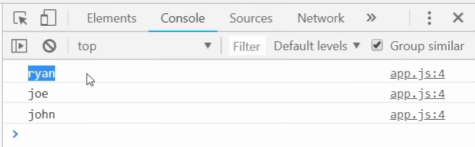 Elements Console Sources Network »
top ▼ Filter Default levels ▼ Group similar
ryan app.js:4
joe app.js:4
john app.js:4
>